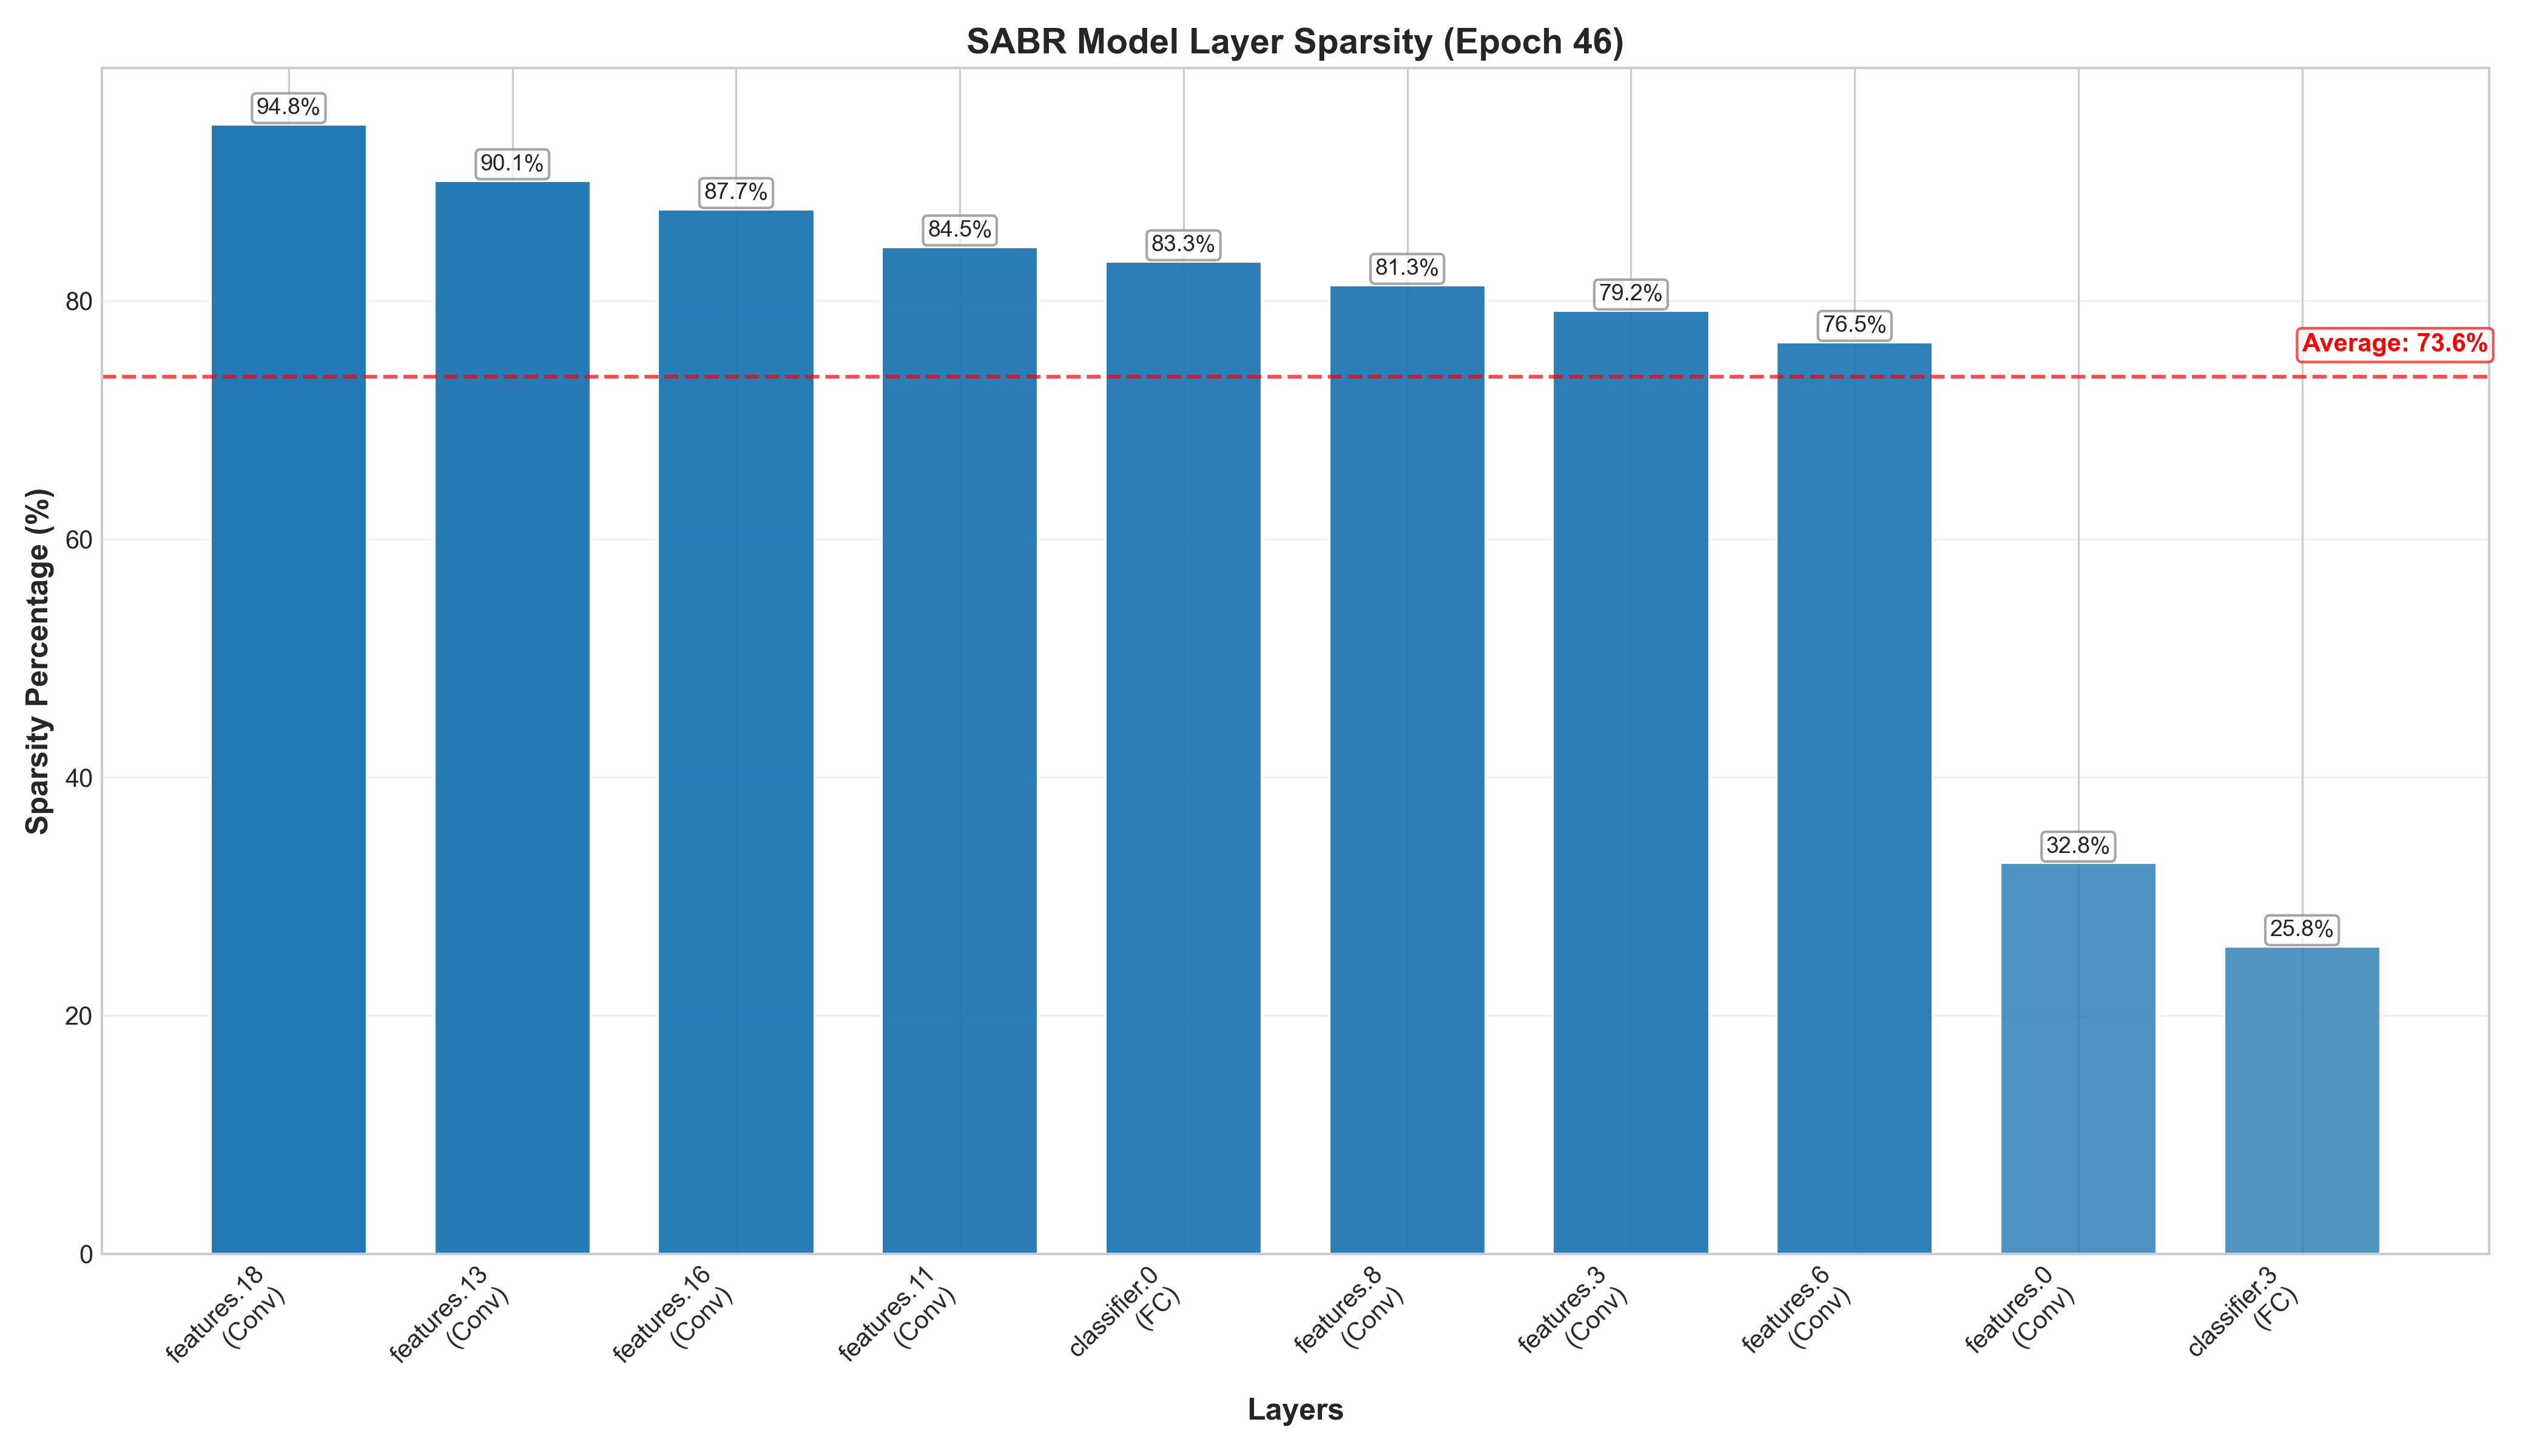 SABR Model Layer Sparsity (Epoch 46)
Sparsity Percentage (%)
80
60
40
20
0
94.8%
90.1%
87.7%
84.5%
83.3%
81.3%
79.2%
76.5%
32.8%
25.8%
Average: 73.6%
features.18
(Conv)
features.13
(Conv)
features.16
(Conv)
features.11
(Conv)
classifier.0
(FC)
features.8
(Conv)
features.3
(Conv)
features.6
(Conv)
features.0
(Conv)
classifier.3
(FC)
Layers